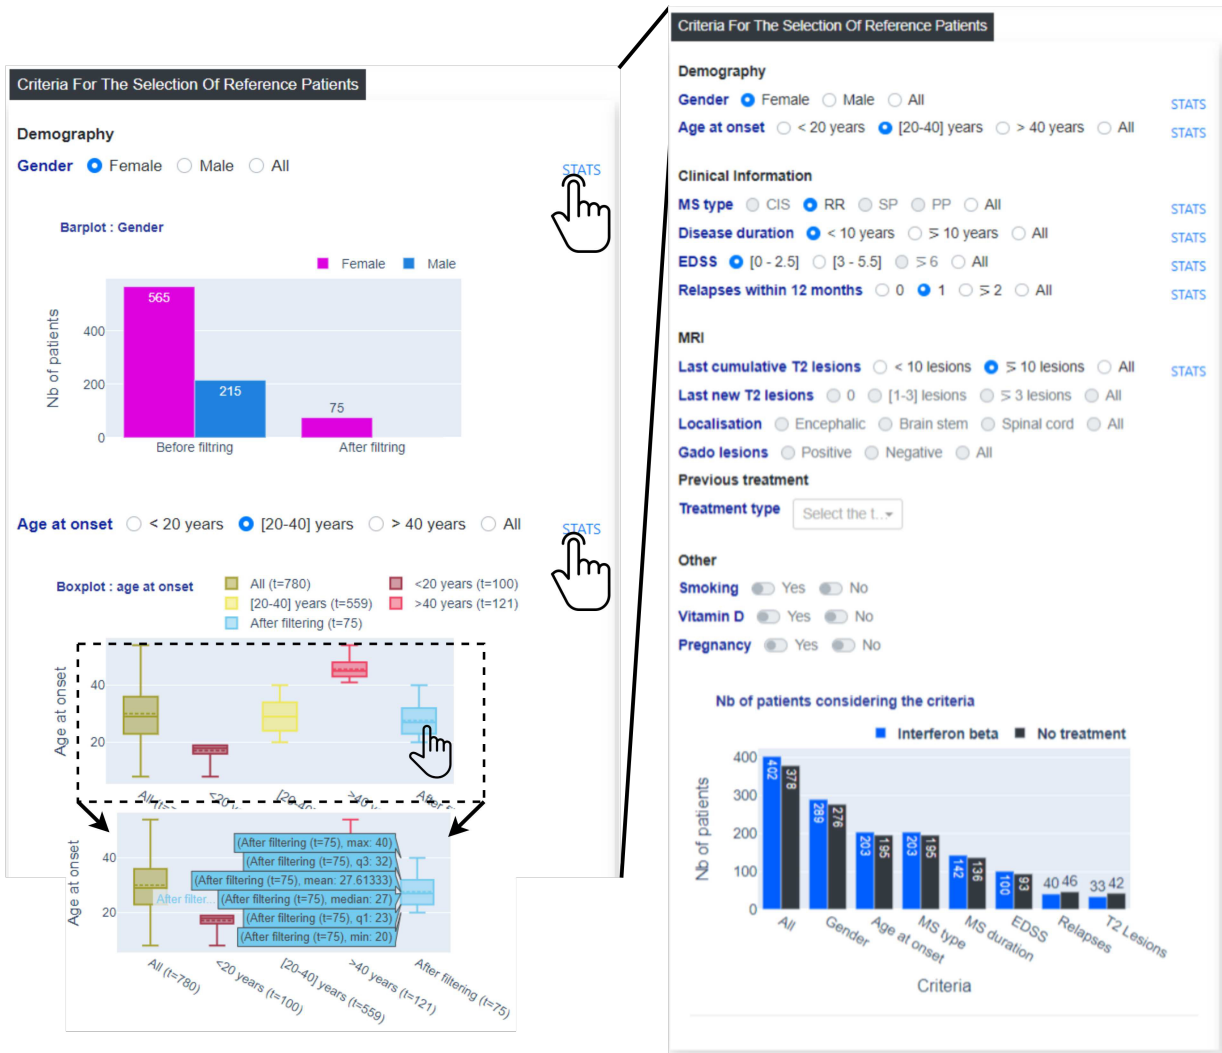 Criteria For The Selection Of Reference Patients
Demography
Gender Female Male All
STATS
Barplot : Gender
Female Male
Nb of patients
400
200
0
565
215
75
Before filtring
After filtring
Age at onset < 20 years [20-40] years > 40 years All
STATS
Boxplot : age at onset
All (t=780)
<20 years (t=100)
[20-40] years (t=559)
>40 years (t=121)
After filtering (t=75)
Age at onset
40
20
<20
[20-40]
Age at onset
40
20
(After filtering (t=75), max: 40)
(After filtering (t=75), q3: 32)
(After filtering (t=75), mean: 27.61333)
After filter... (After filtering (t=75), median: 27)
(After filtering (t=75), q1: 23)
(After filtering (t=75), min: 20)
All (t=780)
<20 years (t=100)
[20-40] years (t=559)
>40 years (t=121)
After filtering (t=75)
Criteria For The Selection Of Reference Patients
Demography
Gender Female Male All STATS
Age at onset < 20 years [20-40] years > 40 years All STATS
Clinical Information
MS type CIS RR SP PP All STATS
Disease duration < 10 years ⩾ 10 years All STATS
EDSS [0 - 2.5] [3 - 5.5] ⩾ 6 All STATS
Relapses within 12 months 0 1 ⩾ 2 All STATS
MRI
Last cumulative T2 lesions < 10 lesions ⩾ 10 lesions All STATS
Last new T2 lesions 0 [1-3] lesions ⩾ 3 lesions All
Localisation Encephalic Brain stem Spinal cord All
Gado lesions Positive Negative All
Previous treatment
Treatment type Select the t...
Other
Smoking Yes No
Vitamin D Yes No
Pregnancy Yes No
Nb of patients considering the criteria
Interferon beta No treatment
Nb of patients
400
300
200
100
0
402 378
289 276
203 195
203 195
142 136
100 93
40 46
33 42
All
Gender
Age at onset
MS type
MS duration
EDSS
Relapses
T2 Lesions
Criteria